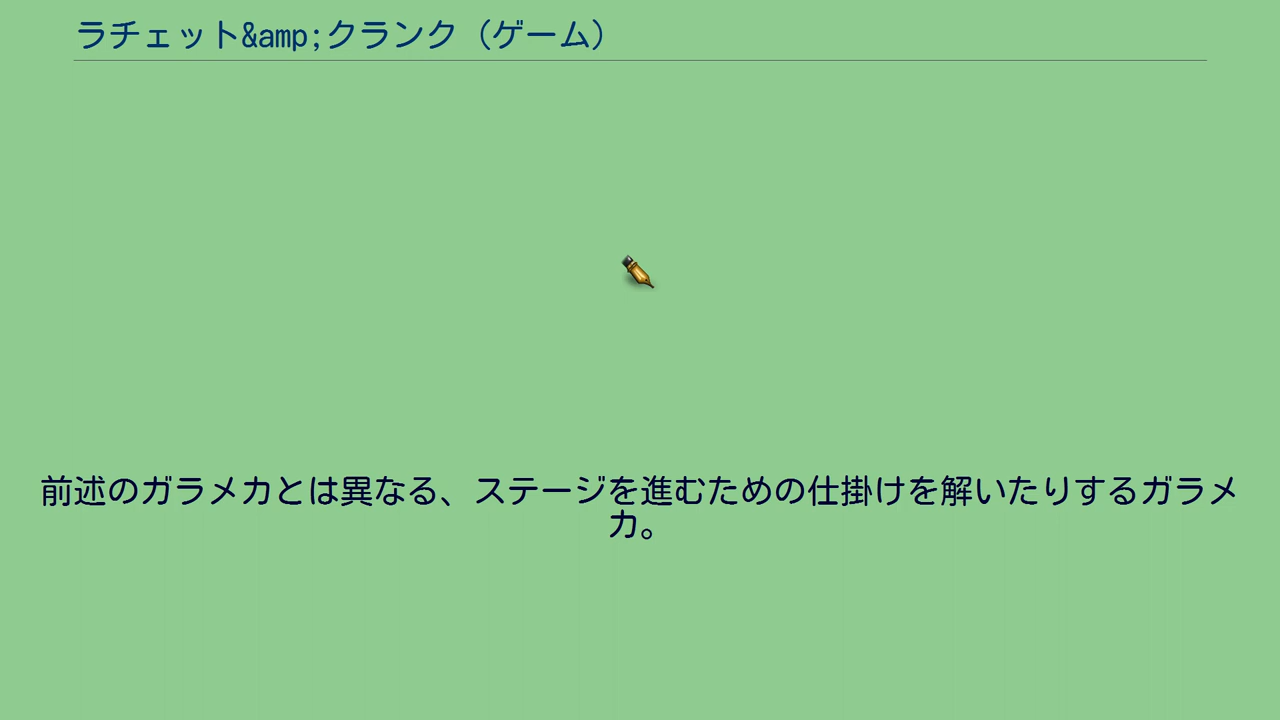 ラチェット&amp;クランク（ゲーム）
前述のガラメカとは異なる、ステージを進むための仕掛けを解いたりするガラメ
カ。